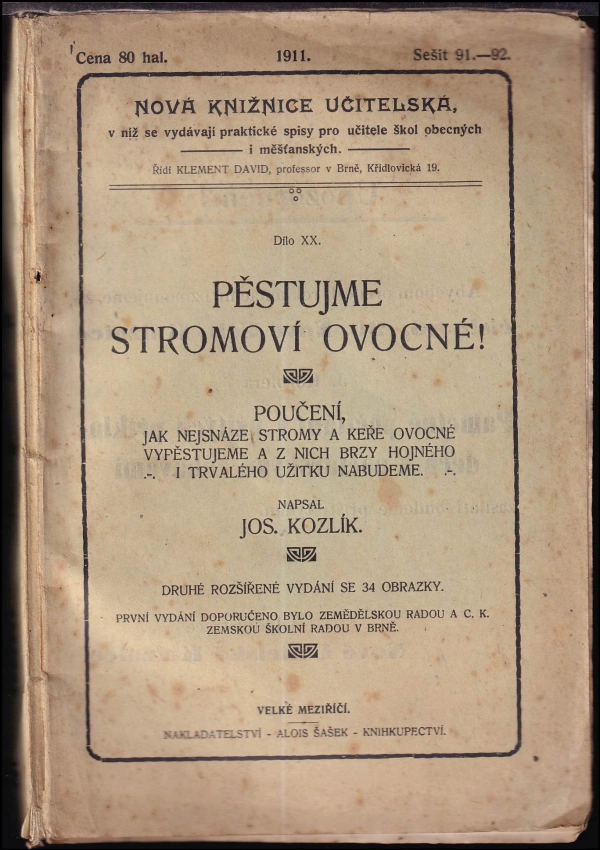 Cena 80 hal. 1911. Sešit 91.—92.
NOVÁ KNIŽNICE UČITELSKÁ,
v níž se vydávají praktické spisy pro učitele škol obecných
i měšťanských.
Řídí KLEMENT DAVID, professor v Brně, Křidlovická 19.
Dílo XX.
PĚSTUJME
STROMOVÍ OVOCNÉ!
POUČENÍ,
JAK NEJSNÁZE STROMY A KEŘE OVOCNÉ
VYPĚSTUJEME A Z NICH BRZY HOJNÉHO
.-. I TRVALÉHO UŽITKU NABUDEME. .-.
NAPSAL
JOS. KOZLÍK.
DRUHÉ ROZŠÍŘENÉ VYDÁNÍ SE 34 OBRAZKY.
PRVNÍ VYDÁNÍ DOPORUČENO BYLO ZEMĚDĚLSKOU RADOU A C. K.
ZEMSKOU ŠKOLNÍ RADOU V BRNĚ.
VELKÉ MEZIŘÍČÍ.
NAKLADATELSTVÍ - ALOIS ŠAŠEK - KNIHKUPECTVÍ.